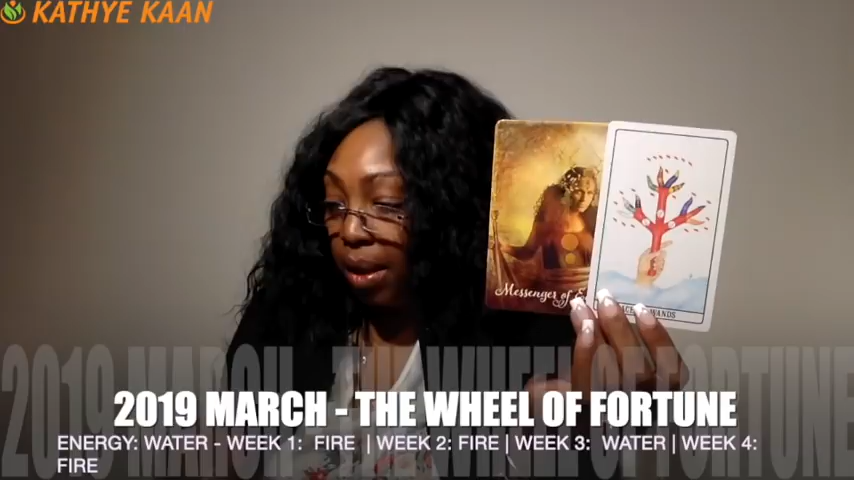 KATHYE KAAN
Messenger of
WANDS
2019 MARCH - THE WHEEL OF FORTUNE
2019 MARCH - THE WHEEL OF FORTUNE
ENERGY: WATER - WEEK 1: FIRE | WEEK 2: FIRE | WEEK 3: WATER | WEEK 4:
FIRE